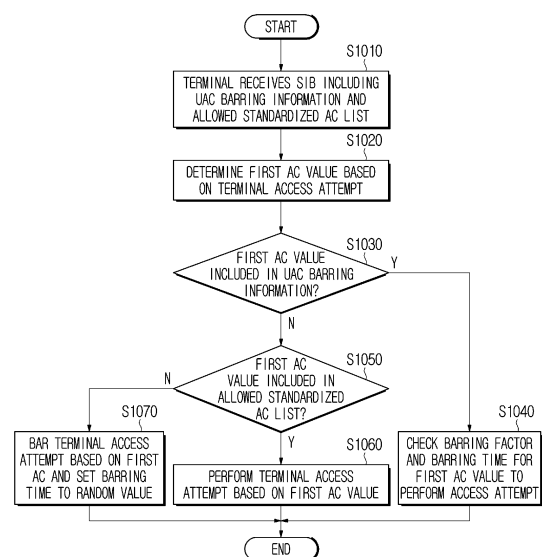 START
S1010
TERMINAL RECEIVES SIB INCLUDING
UAC BARRING INFORMATION AND
ALLOWED STANDARDIZED AC LIST
S1020
DETERMINE FIRST AC VALUE BASED
ON TERMINAL ACCESS ATTEMPT
S1030
FIRST AC VALUE
INCLUDED IN UAC BARRING
INFORMATION?
Y
N
S1050
FIRST AC
VALUE INCLUDED IN
ALLOWED STANDARDIZED
AC LIST?
N
Y
S1070
BAR TERMINAL ACCESS
ATTEMPT BASED ON FIRST
AC AND SET BARRING
TIME TO RANDOM VALUE
S1060
PERFORM TERMINAL ACCESS
ATTEMPT BASED ON FIRST AC VALUE
S1040
CHECK BARRING FACTOR
AND BARRING TIME FOR
FIRST AC VALUE TO
PERFORM ACCESS ATTEMPT
END